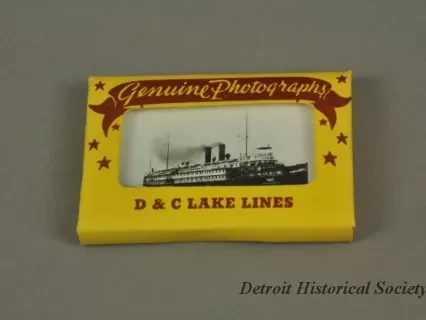 Genuine Photographs
D & C LAKE LINES
Detroit Historical Society